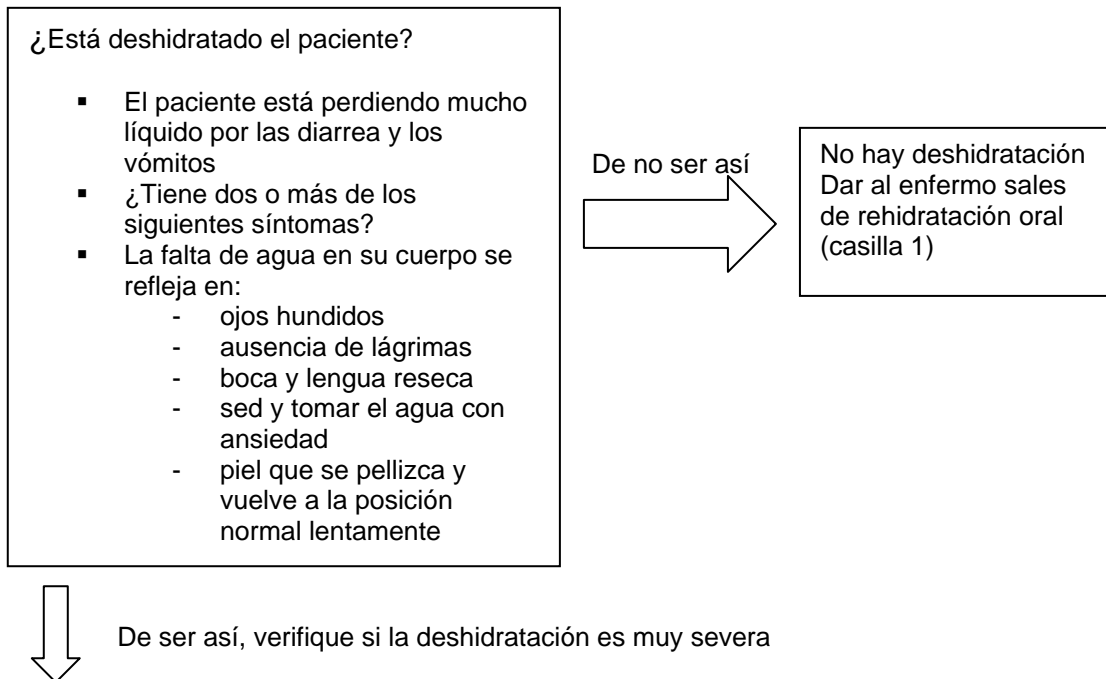 ¿Está deshidratado el paciente?
▪ El paciente está perdiendo mucho
líquido por las diarrea y los
vómitos
▪ ¿Tiene dos o más de los
siguientes síntomas?
▪ La falta de agua en su cuerpo se
refleja en:
- ojos hundidos
- ausencia de lágrimas
- boca y lengua reseca
- sed y tomar el agua con
ansiedad
- piel que se pellizca y
vuelve a la posición
normal lentamente
De no ser así
No hay deshidratación
Dar al enfermo sales
de rehidratación oral
(casilla 1)
De ser así, verifique si la deshidratación es muy severa